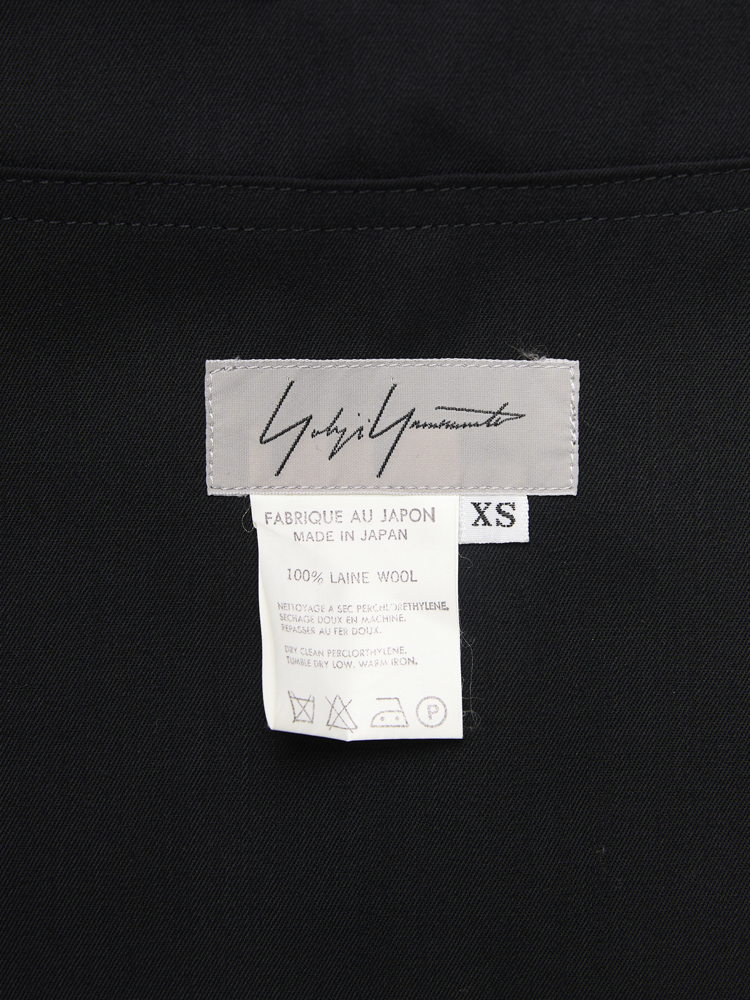 Yohji Yamamoto
XS
FABRIQUE AU JAPON
MADE IN JAPAN
100% LAINE WOOL
NETTOYAGE A SEC PERCHLORETHYLENE.
SECHAGE DOUX EN MACHINE.
REPASSER AU FER DOUX.
DRY CLEAN PERCLORTHYLENE.
TUMBLE DRY LOW. WARM IRON.
P